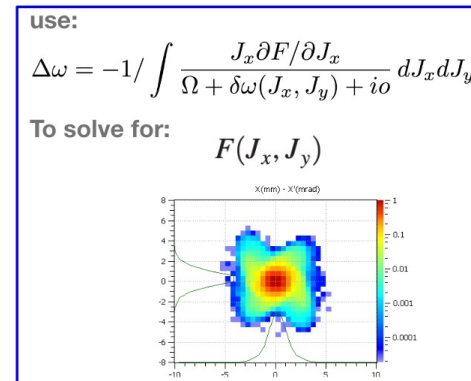 use:
Δω = −1/ ∫ J_x∂F/∂J_x / Ω + δω(J_x, J_y) + io dJ_xdJ_y
To solve for:
F(J_x, J_y)
X(mm) - X'(mrad)
8
6
4
2
0
-2
-4
-6
-8
-10 -5 0 5 10
1
0.1
0.01
0.001
0.0001